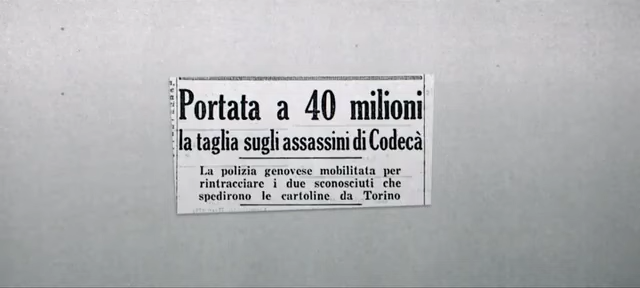 Portata a 40 milioni
la taglia sugli assassini di Codecà
La polizia genovese mobilitata per
rintracciare i due sconosciuti che
spedirono le cartoline da Torino